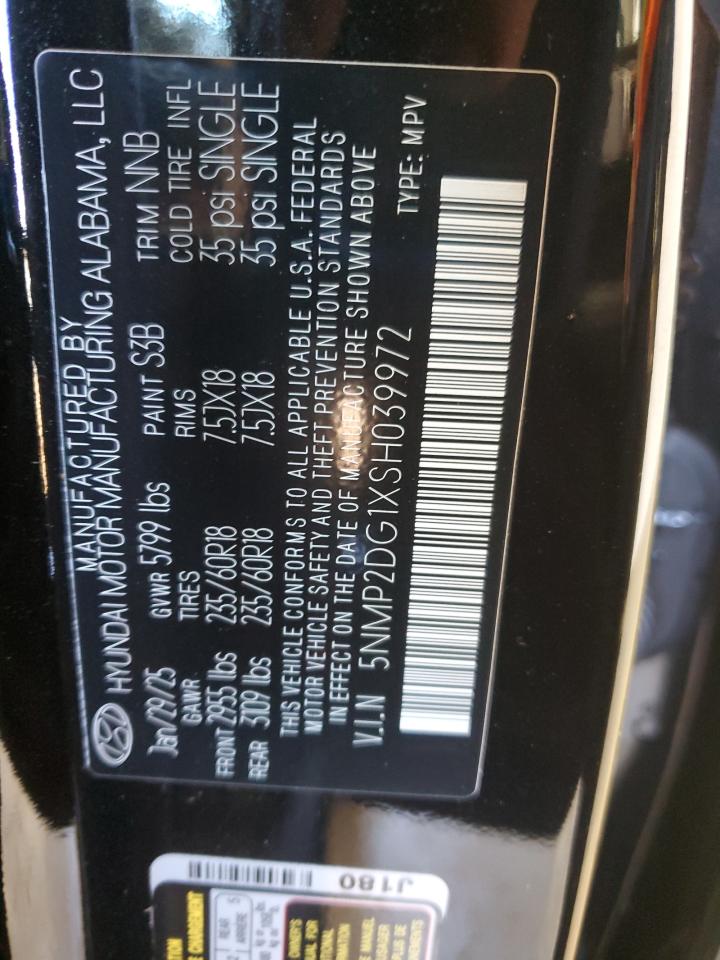 MANUFACTURED BY
HYUNDAI MOTOR MANUFACTURING ALABAMA, LLC
Jan/29/25 GVWR 5799 lbs PAINT S3B TRIM NNB
GAWR TIRES RIMS COLD TIRE INFL
FRONT 2955 lbs 235/60R18 7.5JX18 35 psi SINGLE
REAR 3109 lbs 235/60R18 7.5JX18 35 psi SINGLE
THIS VEHICLE CONFORMS TO ALL APPLICABLE U.S.A. FEDERAL
MOTOR VEHICLE SAFETY AND THEFT PREVENTION STANDARDS
IN EFFECT ON THE DATE OF MANUFACTURE SHOWN ABOVE
V.I.N 5NMP2DG1XSH039972
TYPE: MPV
J180
REAR 5
ARRIÈRE